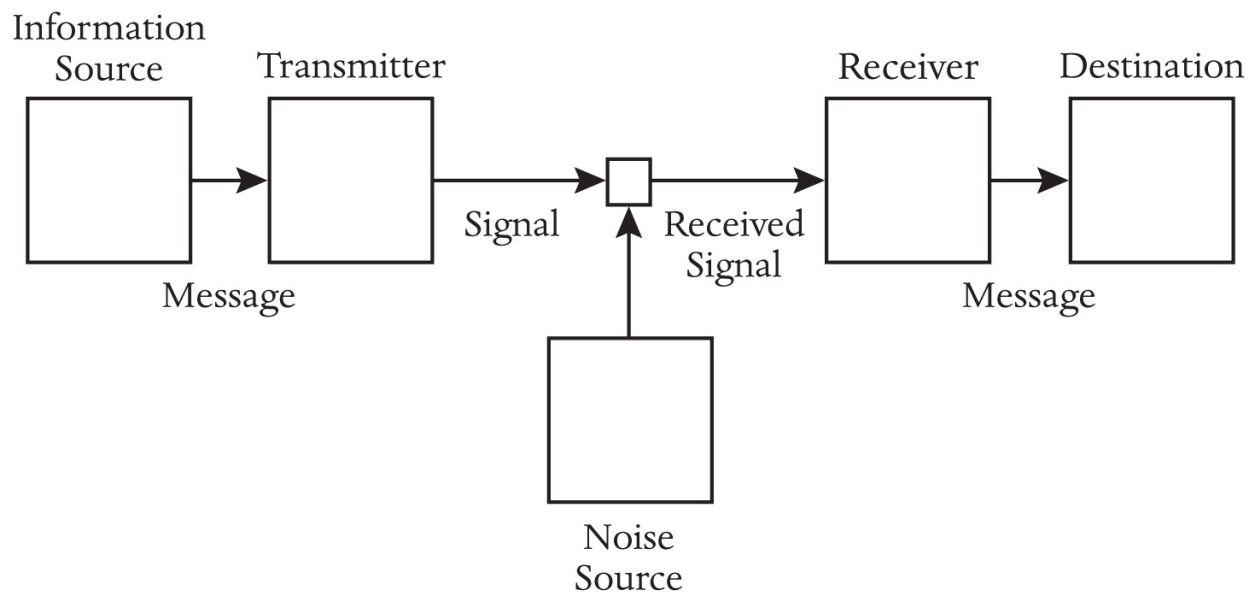 Information
Source
Transmitter
Receiver
Destination
Signal
Received
Signal
Message
Message
Noise
Source